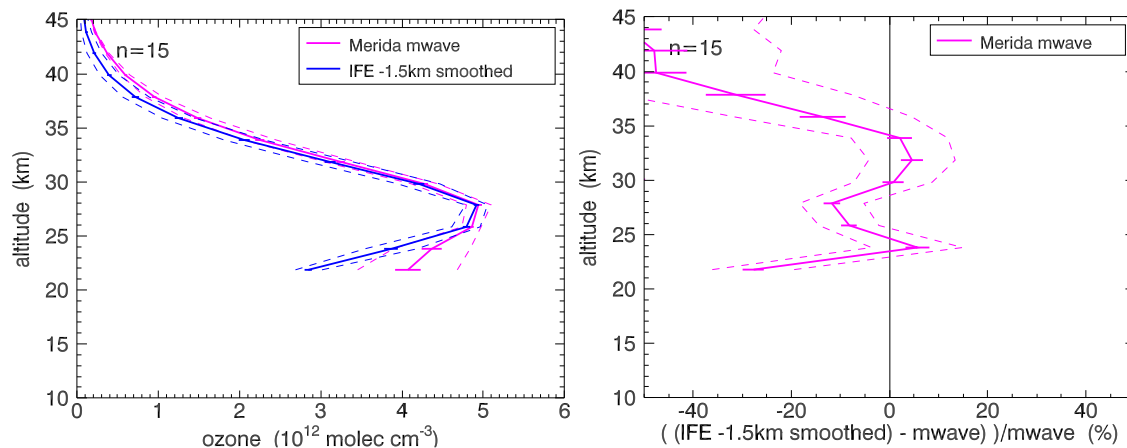 45
40
35
30
25
20
15
10
altitude (km)
n=15
Merida mwave
IFE -1.5km smoothed
0 1 2 3 4 5 6
ozone (10¹² molec cm⁻³)
45
40
35
30
25
20
15
10
altitude (km)
n=15
Merida mwave
-40 -20 0 20 40
( (IFE -1.5km smoothed) - mwave) )/mwave (%)